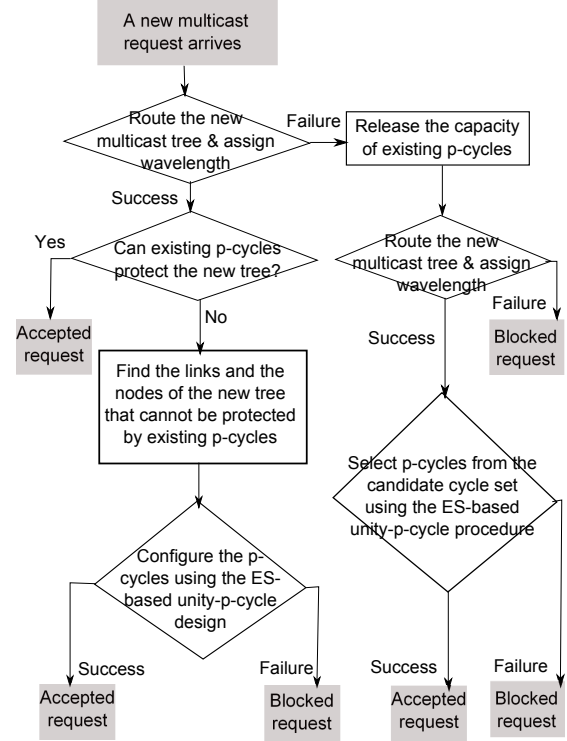 A new multicast
request arrives
Route the new
multicast tree & assign
wavelength
Failure
Release the capacity
of existing p-cycles
Success
Yes
Can existing p-cycles
protect the new tree?
Route the new
multicast tree & assign
wavelength
Failure
No
Accepted
request
Success
Blocked
request
Find the links and the
nodes of the new tree
that cannot be protected
by existing p-cycles
Select p-cycles from the
candidate cycle set
using the ES-based
unity-p-cycle procedure
Configure the p-
cycles using the ES-
based unity-p-cycle
design
Success
Failure
Success
Failure
Accepted
request
Blocked
request
Accepted
request
Blocked
request